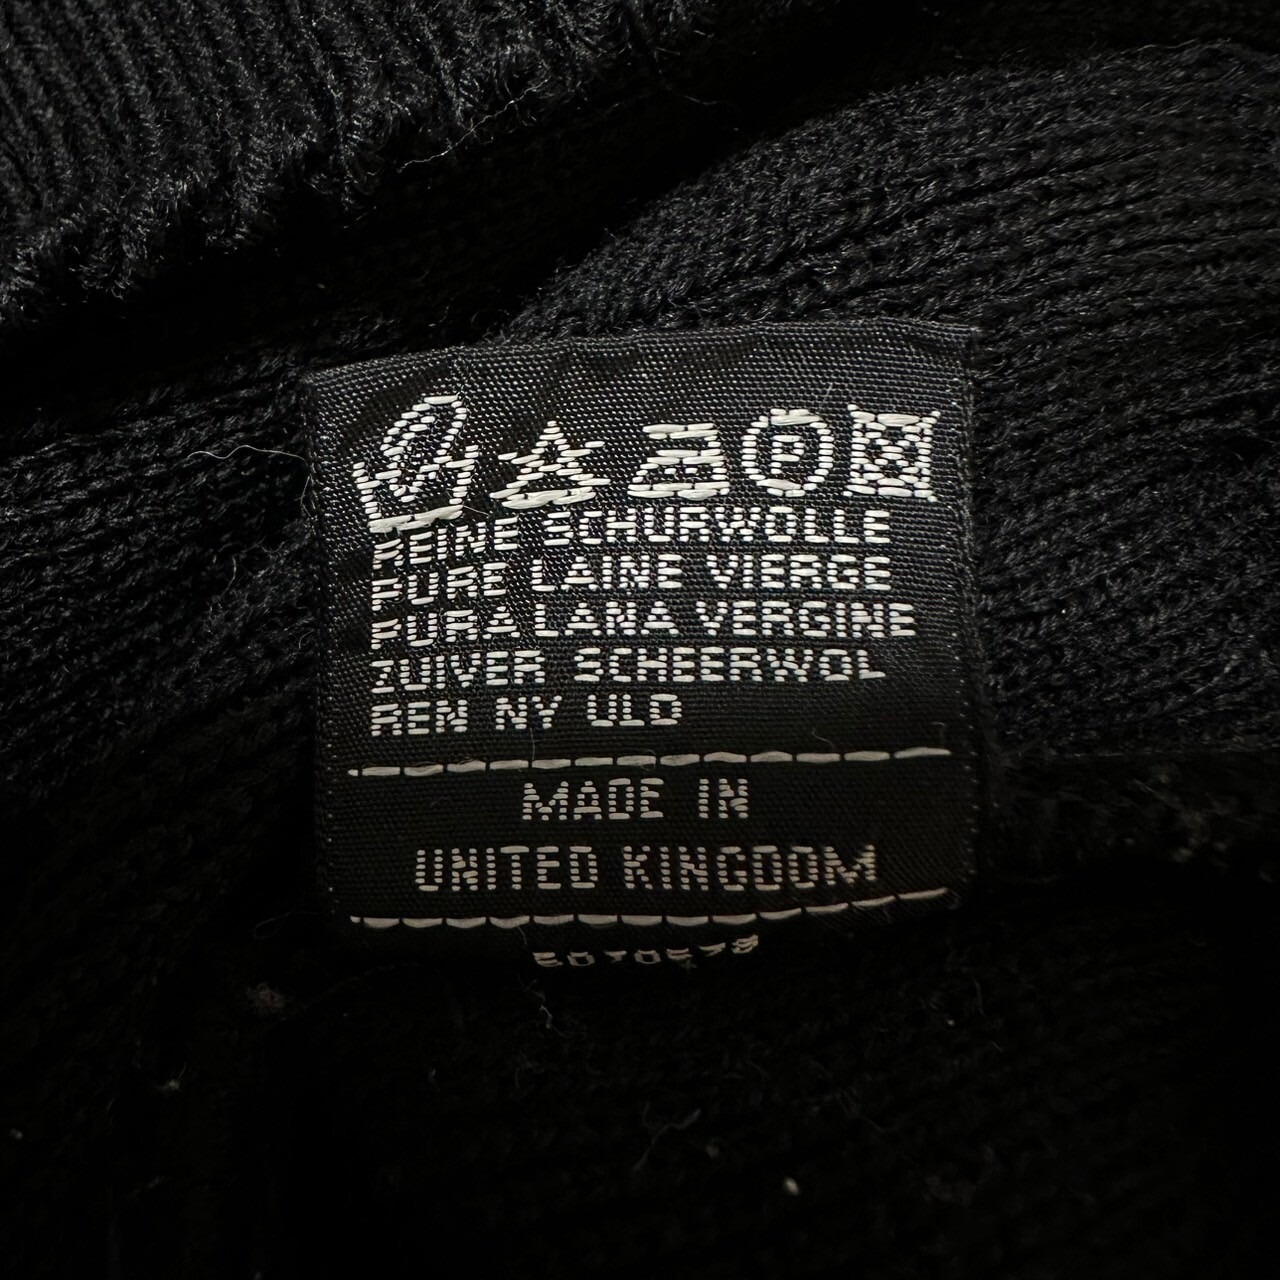 P
REINE SCHURWOLLE
PURE LAINE VIERGE
PURA LANA VERGINE
ZUIVER SCHEERWOL
REN NY ULD
MADE IN
UNITED KINGDOM